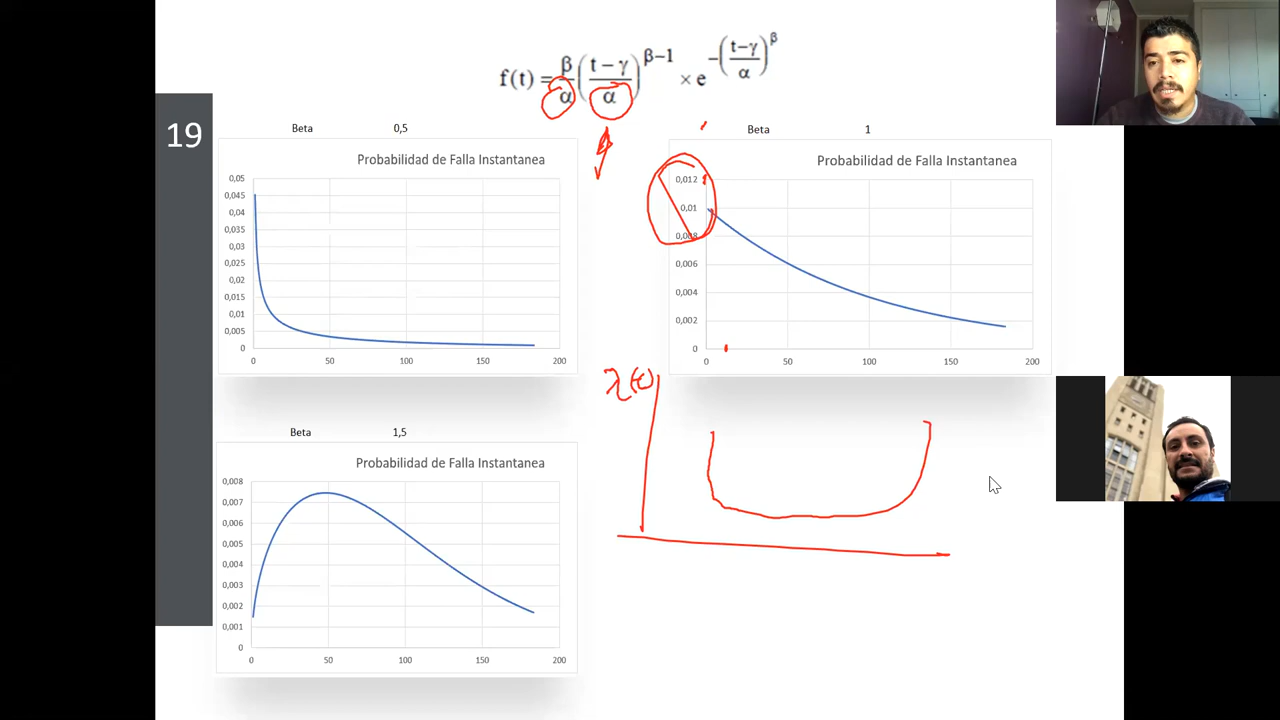 f(t) = β/α ((t−γ)/α)^(β−1) × e^(−((t−γ)/α)^β)
19
Beta 0,5
Probabilidad de Falla Instantanea
0,05
0,045
0,04
0,035
0,03
0,025
0,02
0,015
0,01
0,005
0
0 50 100 150 200
Beta 1
Probabilidad de Falla Instantanea
0,012
0,01
0,008
0,006
0,004
0,002
0
0 50 100 150 200
λ(t)
Beta 1,5
Probabilidad de Falla Instantanea
0,008
0,007
0,006
0,005
0,004
0,003
0,002
0,001
0
0 50 100 150 200